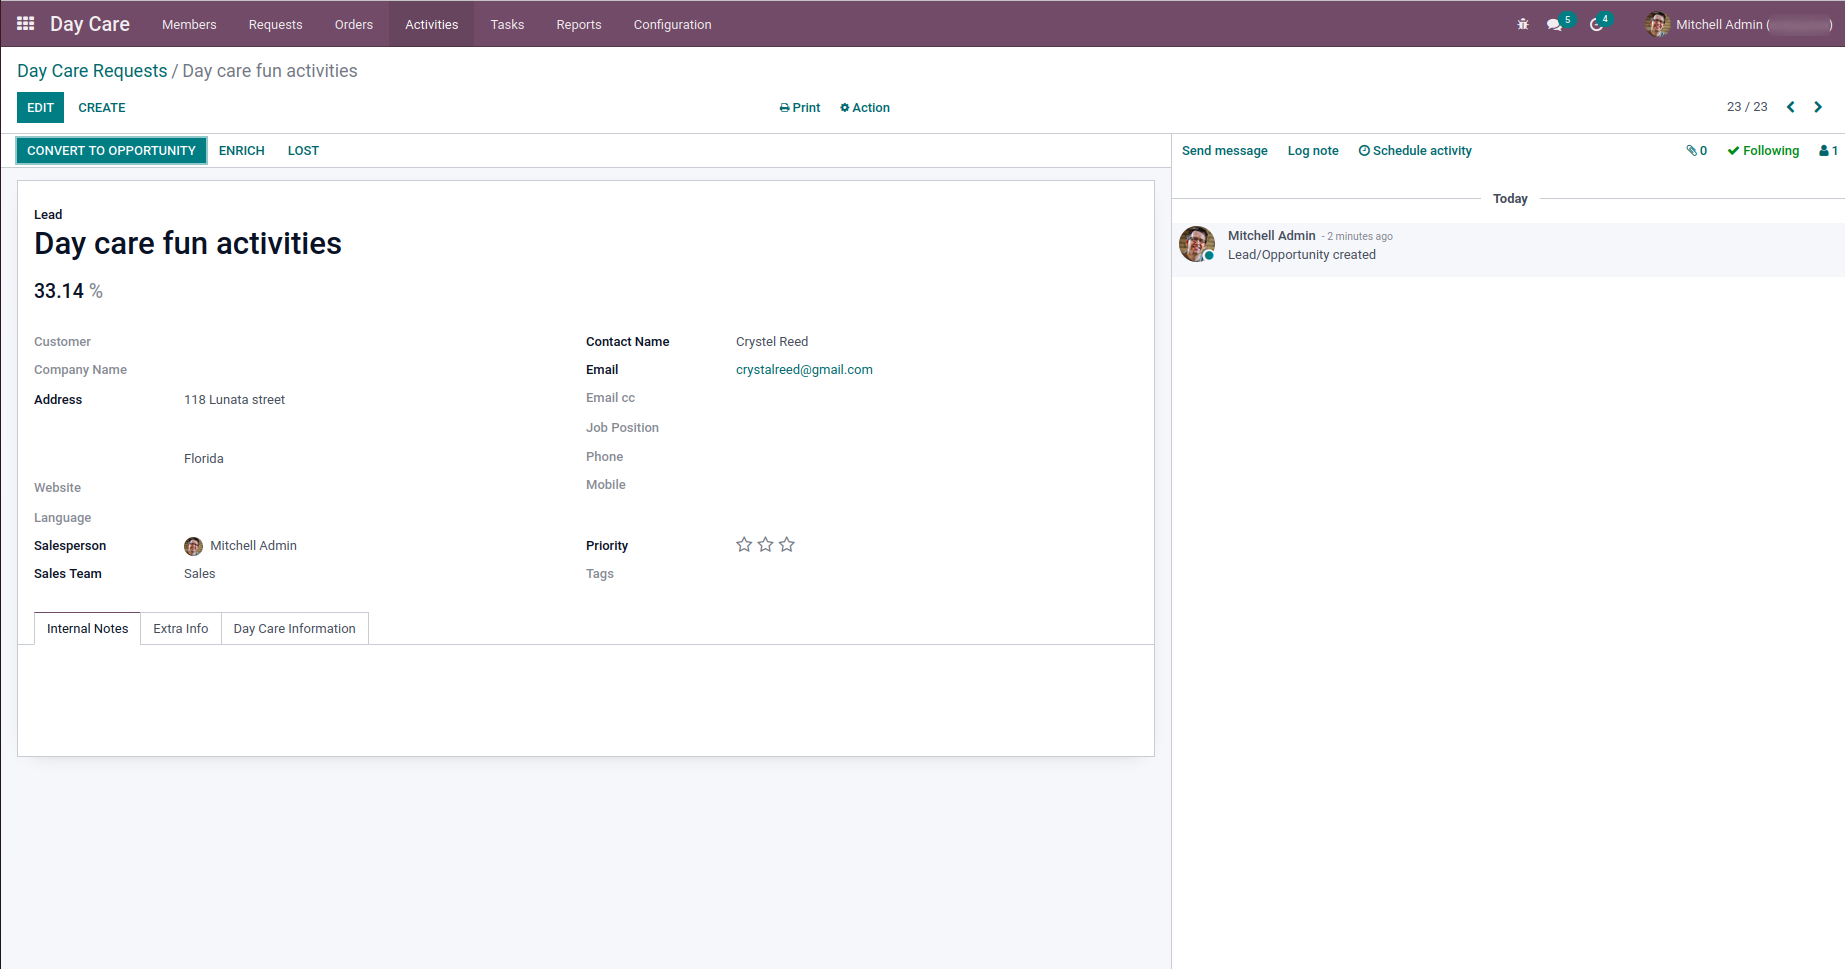 Day Care Members Requests Orders Activities Tasks Reports Configuration 5 4 Mitchell Admin ( )
Day Care Requests / Day care fun activities
EDIT CREATE Print Action 23 / 23
CONVERT TO OPPORTUNITY ENRICH LOST Send message Log note Schedule activity 0 Following 1
Today
Mitchell Admin - 2 minutes ago
Lead/Opportunity created
Lead
Day care fun activities
33.14 %
Customer Contact Name Crystel Reed
Company Name Email crystalreed@gmail.com
Address 118 Lunata street Email cc
Job Position
Florida Phone
Website Mobile
Language
Salesperson Mitchell Admin Priority
Sales Team Sales Tags
Internal Notes Extra Info Day Care Information